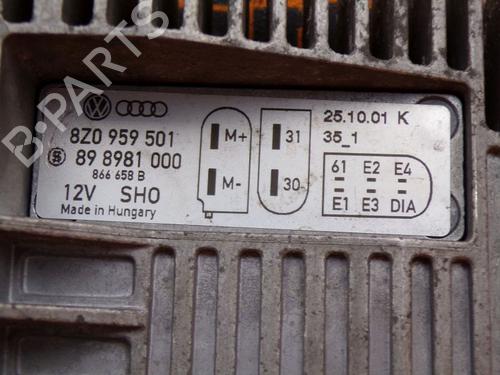 8Z0 959 501
89 8981 000
866 658 B
12V SHO
Made in Hungary
M+
M-
31
30
25.10.01 K
35_1
61 E2 E4
E1 E3 DIA
B-Parts